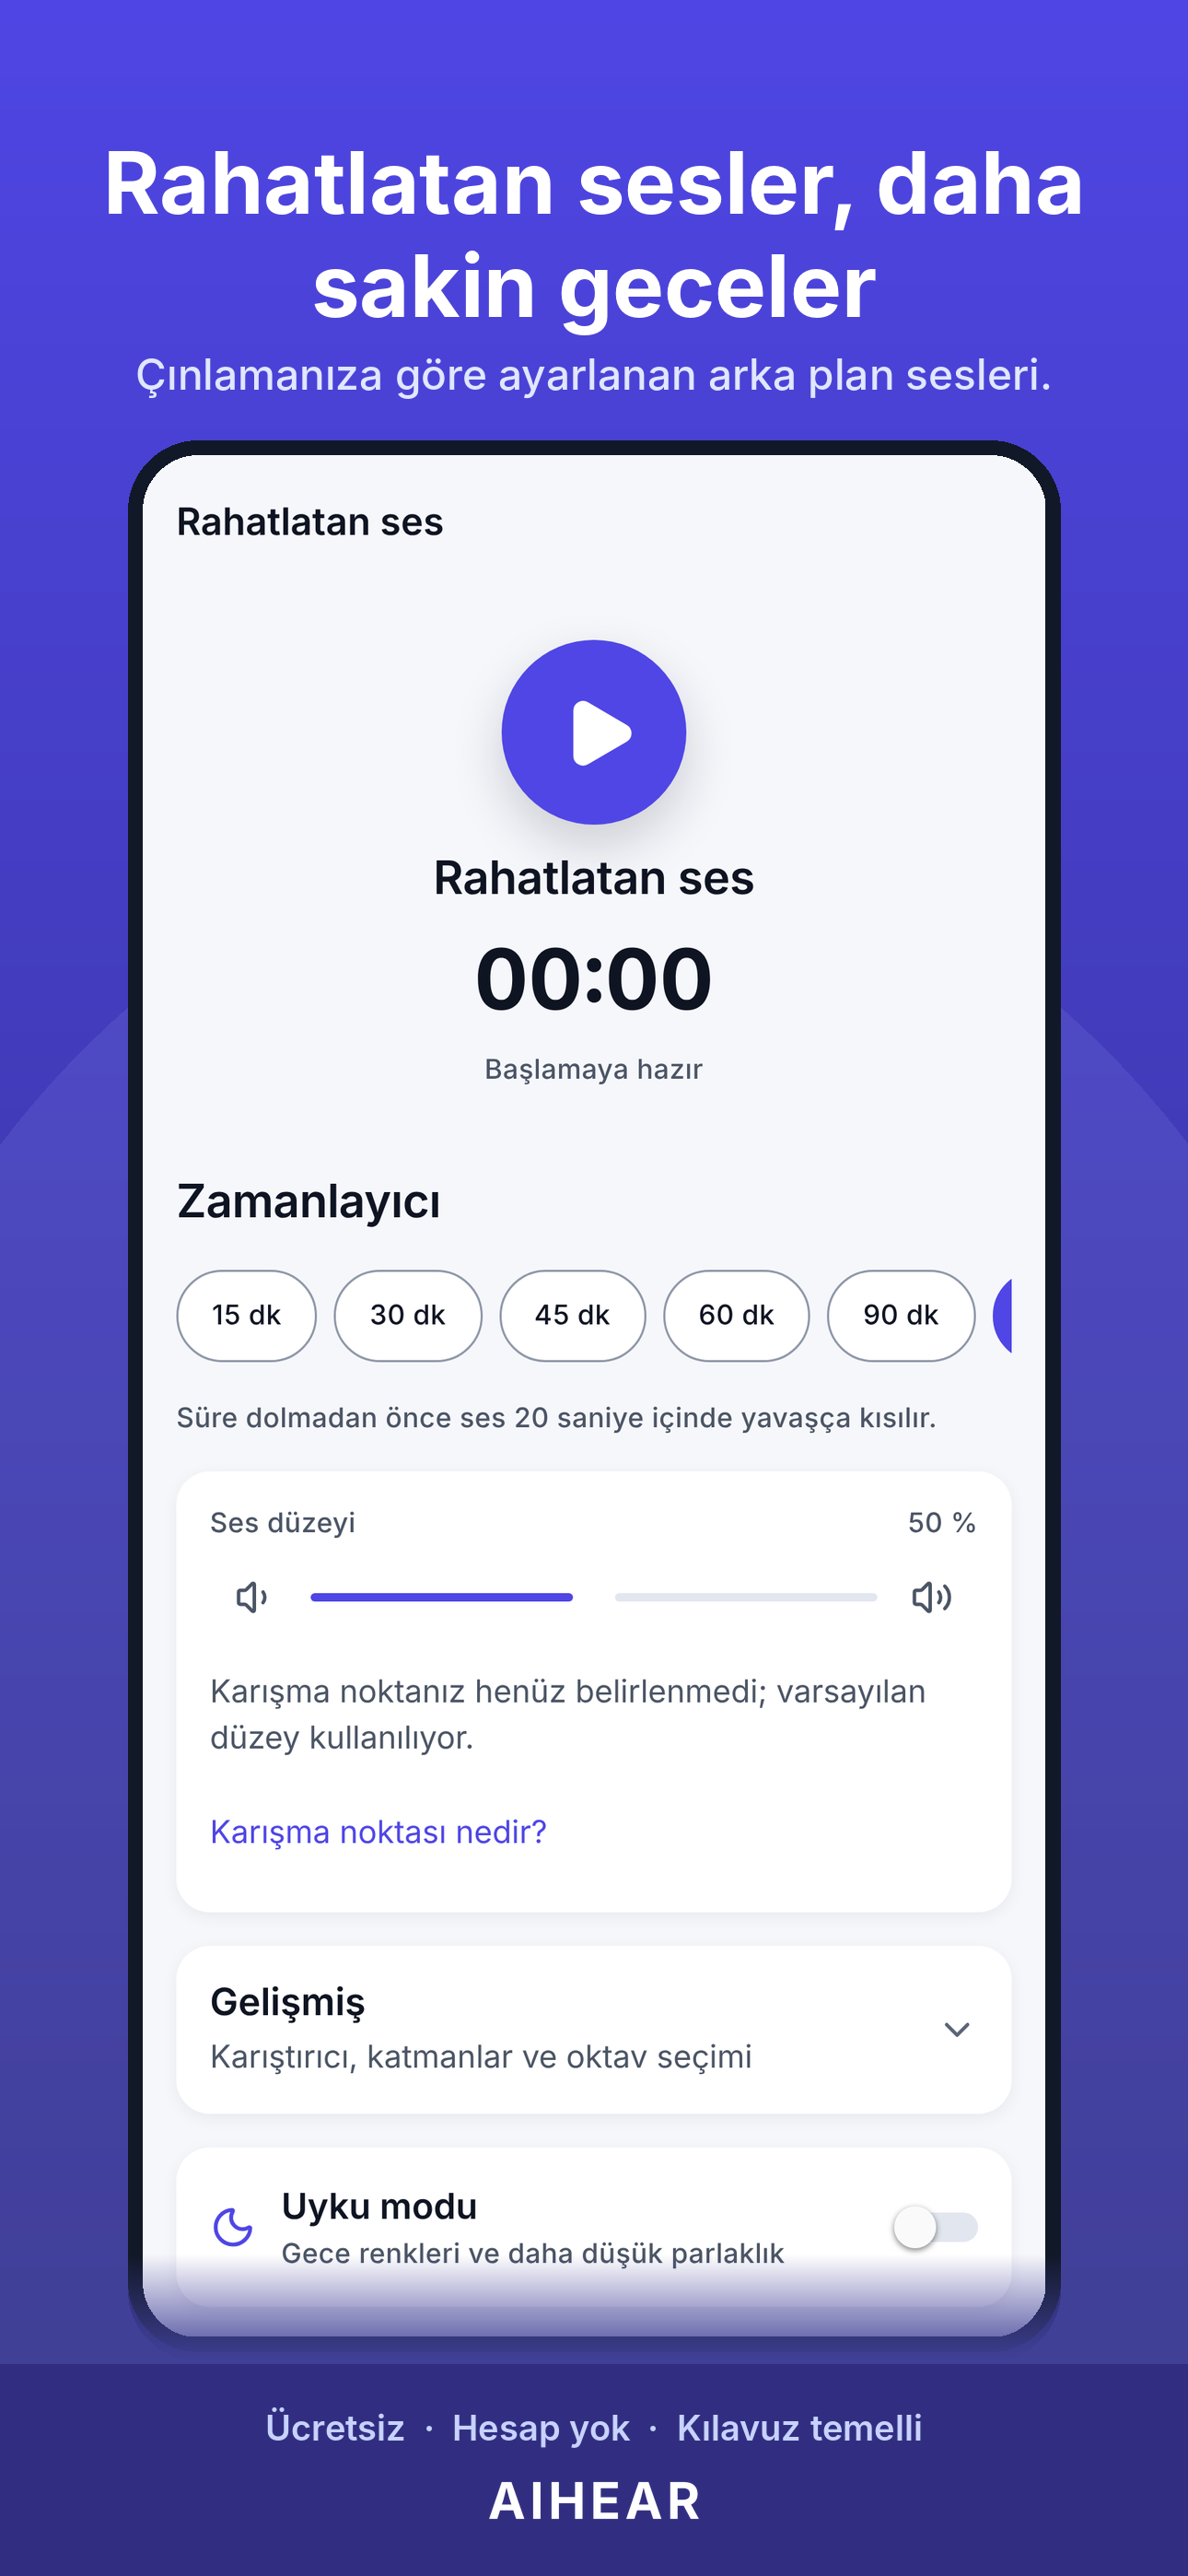 Rahatlatan sesler, daha
sakin geceler
Çınlamanıza göre ayarlanan arka plan sesleri.
Rahatlatan ses
Rahatlatan ses
00:00
Başlamaya hazır
Zamanlayıcı
15 dk 30 dk 45 dk 60 dk 90 dk
Süre dolmadan önce ses 20 saniye içinde yavaşça kısılır.
Ses düzeyi 50 %
Karışma noktanız henüz belirlenmedi; varsayılan
düzey kullanılıyor.
Karışma noktası nedir?
Gelişmiş
Karıştırıcı, katmanlar ve oktav seçimi
Uyku modu
Gece renkleri ve daha düşük parlaklık
Ücretsiz · Hesap yok · Kılavuz temelli
AIHEAR